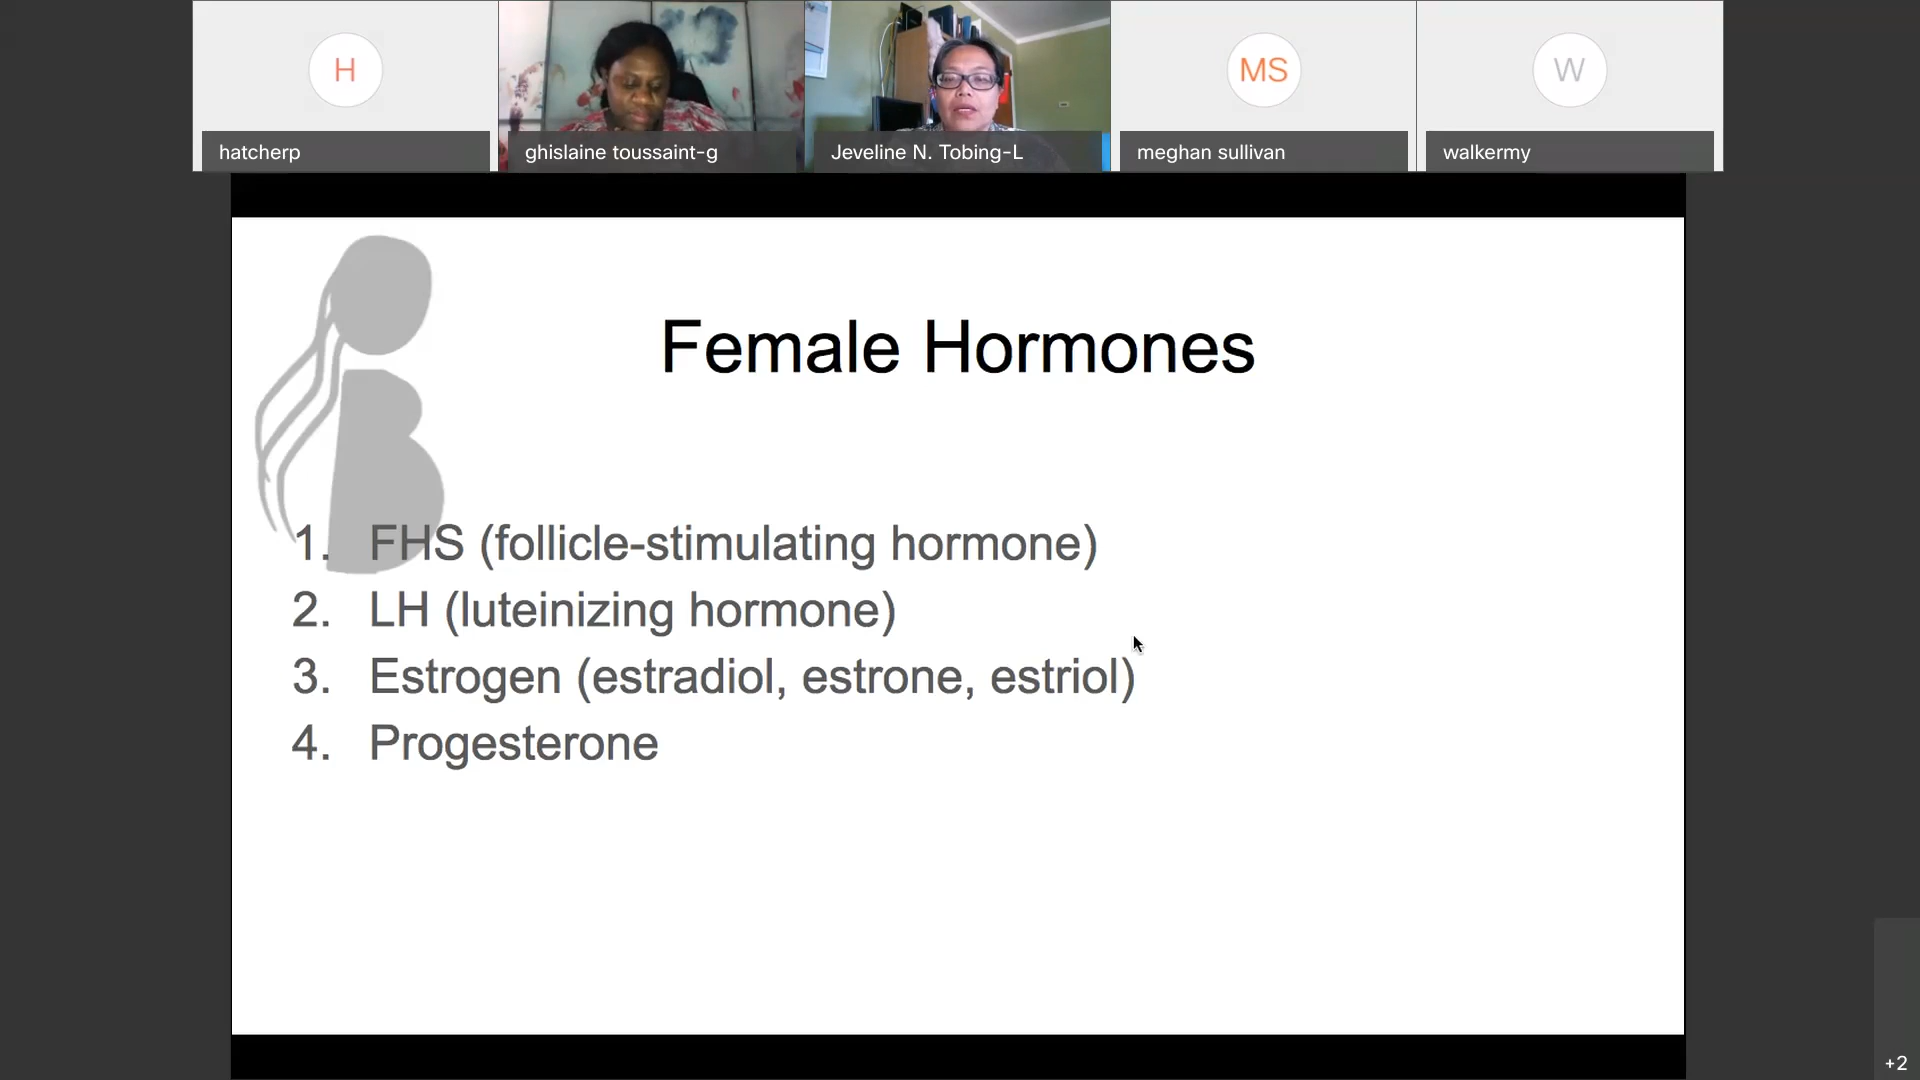 H
MS
W
hatcherp
ghislaine toussaint-g
Jeveline N. Tobing-L
meghan sullivan
walkermy
Female Hormones
1. FHS (follicle-stimulating hormone)
2. LH (luteinizing hormone)
3. Estrogen (estradiol, estrone, estriol)
4. Progesterone
+2